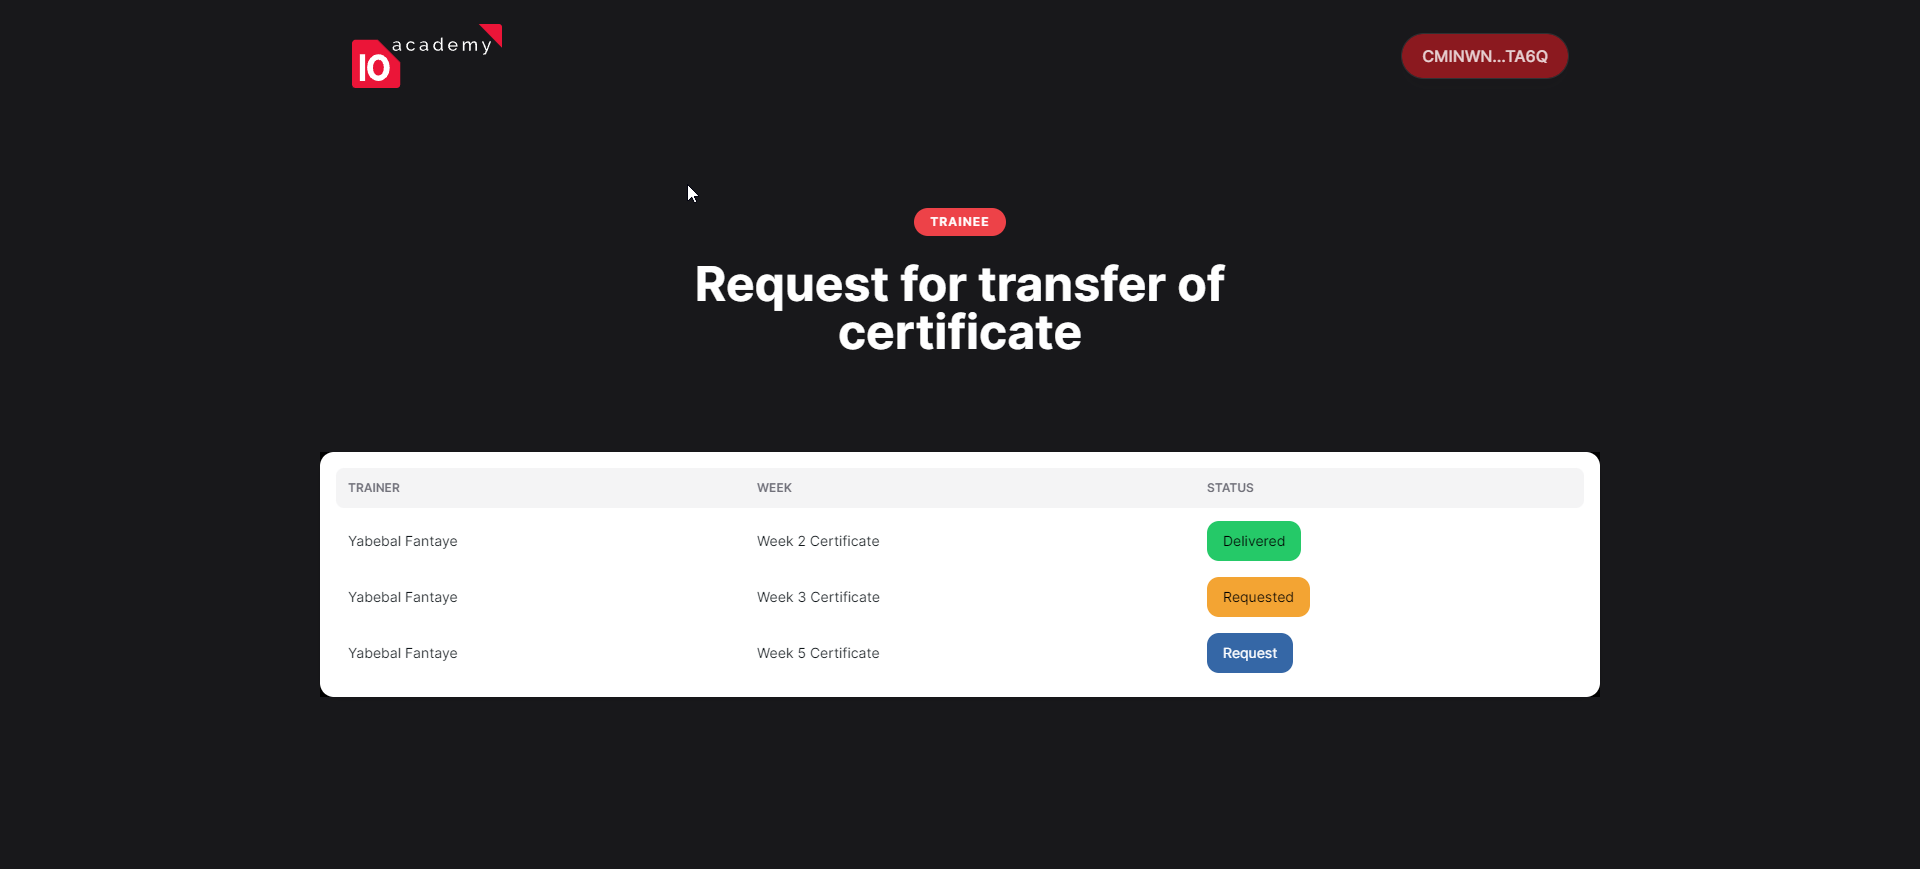 10 academy
CMINWN...TA6Q
TRAINEE
Request for transfer of
certificate
TRAINER WEEK STATUS
Yabebal Fantaye Week 2 Certificate Delivered
Yabebal Fantaye Week 3 Certificate Requested
Yabebal Fantaye Week 5 Certificate Request